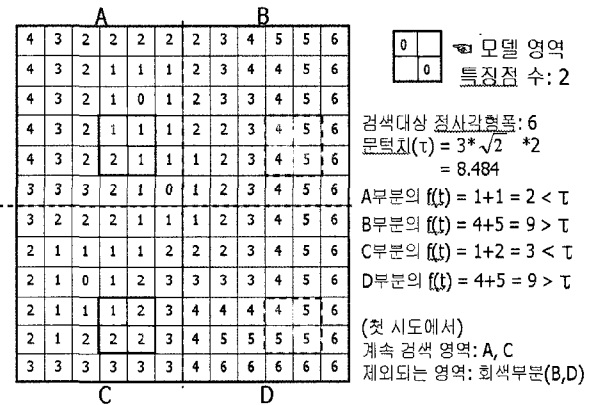 A B
4 3 2 2 2 2 2 3 4 5 5 6
4 3 2 1 1 1 2 3 4 4 5 6
4 3 2 1 0 1 2 3 3 4 5 6
4 3 2 1 1 1 2 2 3 4 5 6
4 3 2 2 1 1 1 2 3 4 5 6
3 3 3 2 1 0 1 2 3 4 5 6
3 2 2 2 1 1 1 2 3 4 5 6
2 1 1 1 1 2 2 2 3 4 5 6
2 1 0 1 2 3 3 3 3 4 5 6
2 1 1 1 2 3 4 4 4 4 5 6
2 1 2 2 2 3 4 5 5 5 5 6
3 3 3 3 3 3 4 6 6 6 6 6
C D
0
0
☜ 모델 영역
특징점 수: 2
검색대상 정사각형폭: 6
문턱치(τ) = 3* √2 *2
= 8.484
A부분의 f(t) = 1+1 = 2 < τ
B부분의 f(t) = 4+5 = 9 > τ
C부분의 f(t) = 1+2 = 3 < τ
D부분의 f(t) = 4+5 = 9 > τ
(첫 시도에서)
계속 검색 영역: A, C
제외되는 영역: 회색부분(B,D)